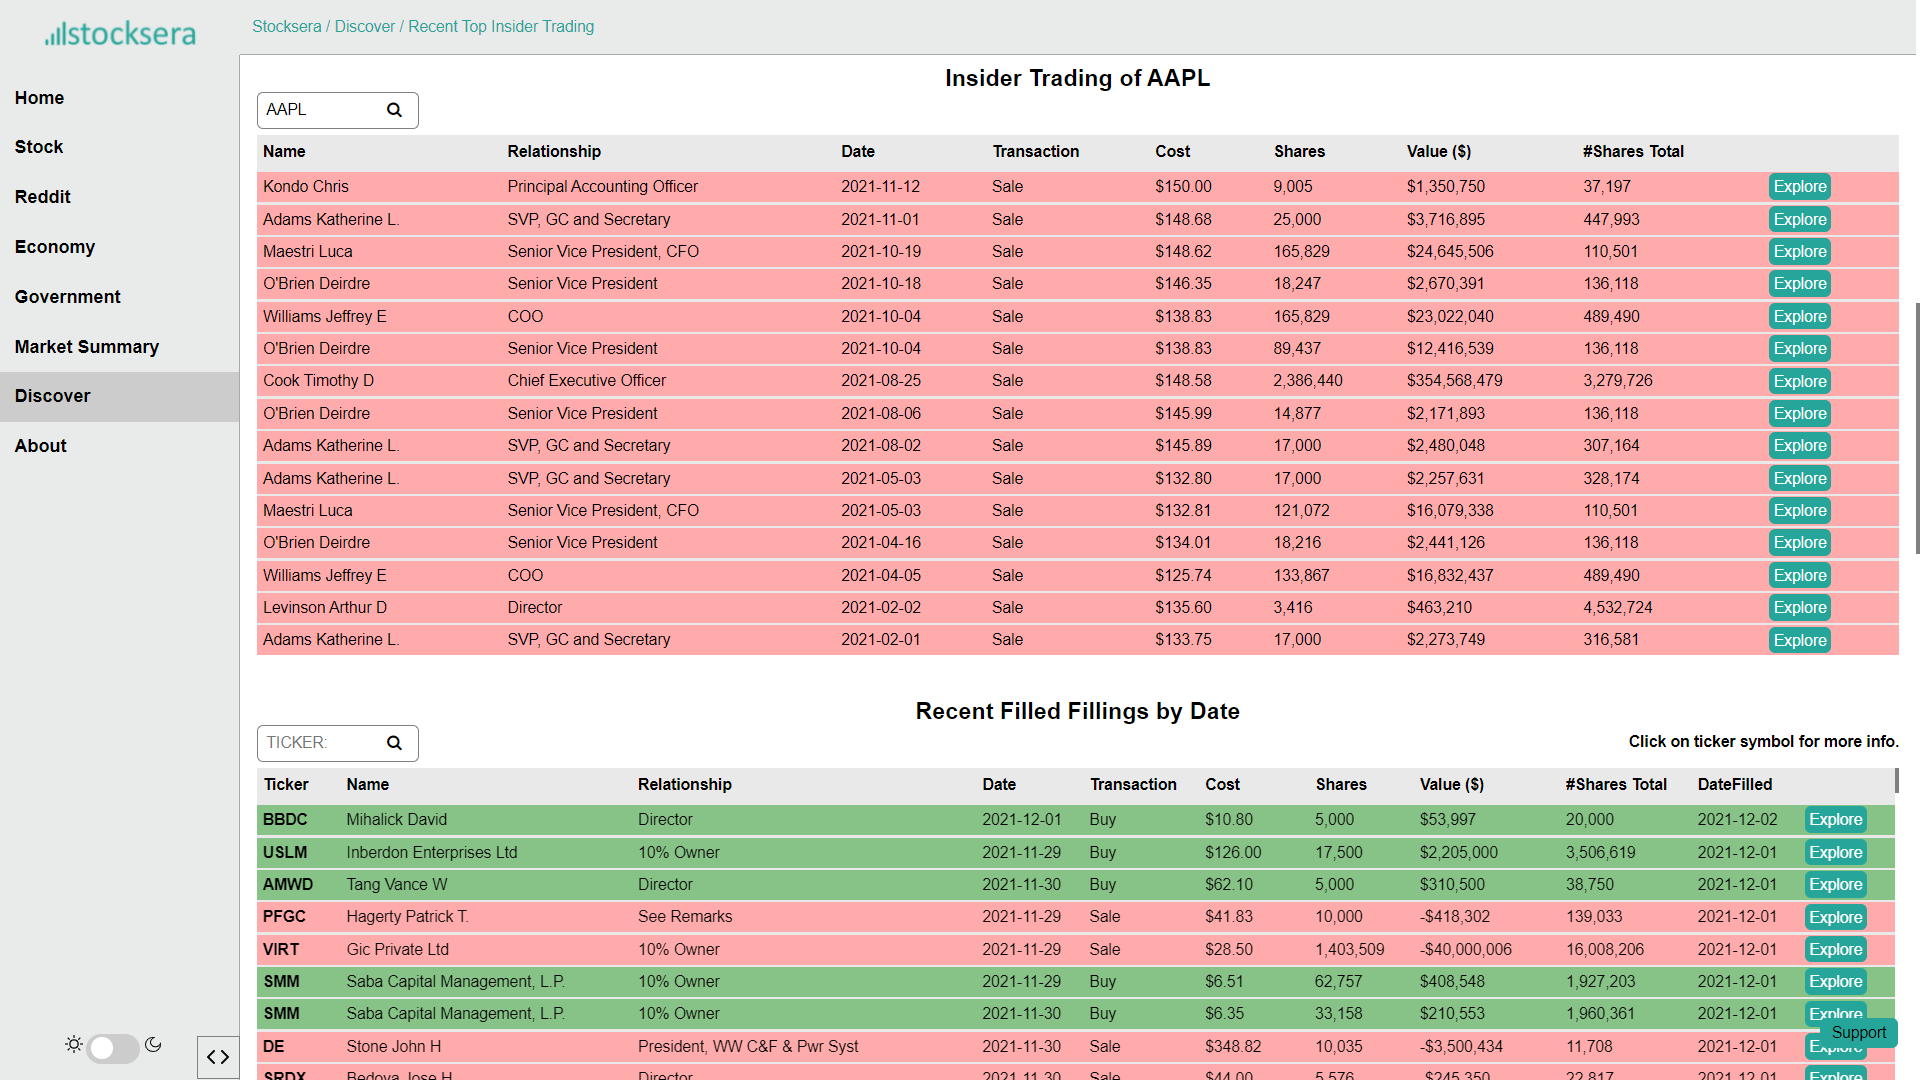 stocksera
Stocksera / Discover / Recent Top Insider Trading
Home
Stock
Reddit
Economy
Government
Market Summary
Discover
About
Insider Trading of AAPL
AAPL
Name Relationship Date Transaction Cost Shares Value ($) #Shares Total
Kondo Chris Principal Accounting Officer 2021-11-12 Sale $150.00 9,005 $1,350,750 37,197 Explore
Adams Katherine L. SVP, GC and Secretary 2021-11-01 Sale $148.68 25,000 $3,716,895 447,993 Explore
Maestri Luca Senior Vice President, CFO 2021-10-19 Sale $148.62 165,829 $24,645,506 110,501 Explore
O'Brien Deirdre Senior Vice President 2021-10-18 Sale $146.35 18,247 $2,670,391 136,118 Explore
Williams Jeffrey E COO 2021-10-04 Sale $138.83 165,829 $23,022,040 489,490 Explore
O'Brien Deirdre Senior Vice President 2021-10-04 Sale $138.83 89,437 $12,416,539 136,118 Explore
Cook Timothy D Chief Executive Officer 2021-08-25 Sale $148.58 2,386,440 $354,568,479 3,279,726 Explore
O'Brien Deirdre Senior Vice President 2021-08-06 Sale $145.99 14,877 $2,171,893 136,118 Explore
Adams Katherine L. SVP, GC and Secretary 2021-08-02 Sale $145.89 17,000 $2,480,048 307,164 Explore
Adams Katherine L. SVP, GC and Secretary 2021-05-03 Sale $132.80 17,000 $2,257,631 328,174 Explore
Maestri Luca Senior Vice President, CFO 2021-05-03 Sale $132.81 121,072 $16,079,338 110,501 Explore
O'Brien Deirdre Senior Vice President 2021-04-16 Sale $134.01 18,216 $2,441,126 136,118 Explore
Williams Jeffrey E COO 2021-04-05 Sale $125.74 133,867 $16,832,437 489,490 Explore
Levinson Arthur D Director 2021-02-02 Sale $135.60 3,416 $463,210 4,532,724 Explore
Adams Katherine L. SVP, GC and Secretary 2021-02-01 Sale $133.75 17,000 $2,273,749 316,581 Explore
Recent Filled Fillings by Date
TICKER:
Click on ticker symbol for more info.
Ticker Name Relationship Date Transaction Cost Shares Value ($) #Shares Total DateFilled
BBDC Mihalick David Director 2021-12-01 Buy $10.80 5,000 $53,997 20,000 2021-12-02 Explore
USLM Inberdon Enterprises Ltd 10% Owner 2021-11-29 Buy $126.00 17,500 $2,205,000 3,506,619 2021-12-01 Explore
AMWD Tang Vance W Director 2021-11-30 Buy $62.10 5,000 $310,500 38,750 2021-12-01 Explore
PFGC Hagerty Patrick T. See Remarks 2021-11-29 Sale $41.83 10,000 -$418,302 139,033 2021-12-01 Explore
VIRT Gic Private Ltd 10% Owner 2021-11-29 Sale $28.50 1,403,509 -$40,000,006 16,008,206 2021-12-01 Explore
SMM Saba Capital Management, L.P. 10% Owner 2021-11-29 Buy $6.51 62,757 $408,548 1,927,203 2021-12-01 Explore
SMM Saba Capital Management, L.P. 10% Owner 2021-11-30 Buy $6.35 33,158 $210,553 1,960,361 2021-12-01 Explore
Support
DE Stone John H President, WW C&F & Pwr Syst 2021-11-30 Sale $348.82 10,035 -$3,500,434 11,708 2021-12-01 Explore
SRDX Bedoya Jose H Director 2021-11-30 Sale $44.00 5,576 -$245,350 22,817 2021-12-01 Explore